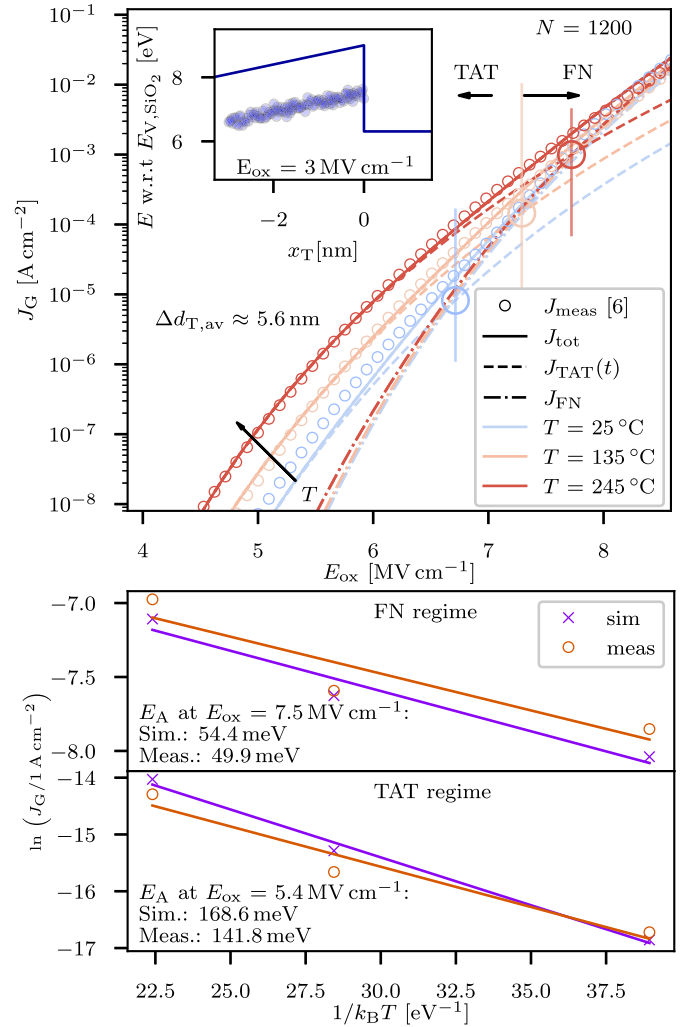 10⁻¹
10⁻²
10⁻³
10⁻⁴
10⁻⁵
10⁻⁶
10⁻⁷
10⁻⁸
J_G [A cm⁻²]
E w.r.t E_V,SiO₂ [eV]
8
6
E_ox = 3 MV cm⁻¹
−2
0
x_T[nm]
N = 1200
TAT
FN
Δd_T,av ≈ 5.6 nm
T
J_meas [6]
J_tot
J_TAT(t)
J_FN
T = 25 °C
T = 135 °C
T = 245 °C
4
5
6
7
8
E_ox [MV cm⁻¹]
ln (J_G/1 A cm⁻²)
−7.0
−7.5
−8.0
FN regime
sim
meas
E_A at E_ox = 7.5 MV cm⁻¹:
Sim.: 54.4 meV
Meas.: 49.9 meV
−14
−15
−16
−17
TAT regime
E_A at E_ox = 5.4 MV cm⁻¹:
Sim.: 168.6 meV
Meas.: 141.8 meV
22.5
25.0
27.5
30.0
32.5
35.0
37.5
1/k_BT [eV⁻¹]